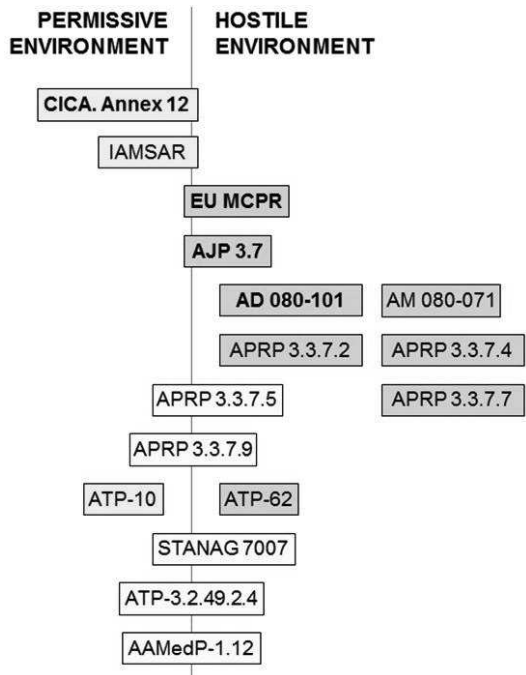 PERMISSIVE ENVIRONMENT
HOSTILE ENVIRONMENT
CICA. Annex 12
IAMSAR
EU MCPR
AJP 3.7
AD 080-101
AM 080-071
APRP 3.3.7.2
APRP 3.3.7.4
APRP 3.3.7.5
APRP 3.3.7.7
APRP 3.3.7.9
ATP-10
ATP-62
STANAG 7007
ATP-3.2.49.2.4
AAMedP-1.12